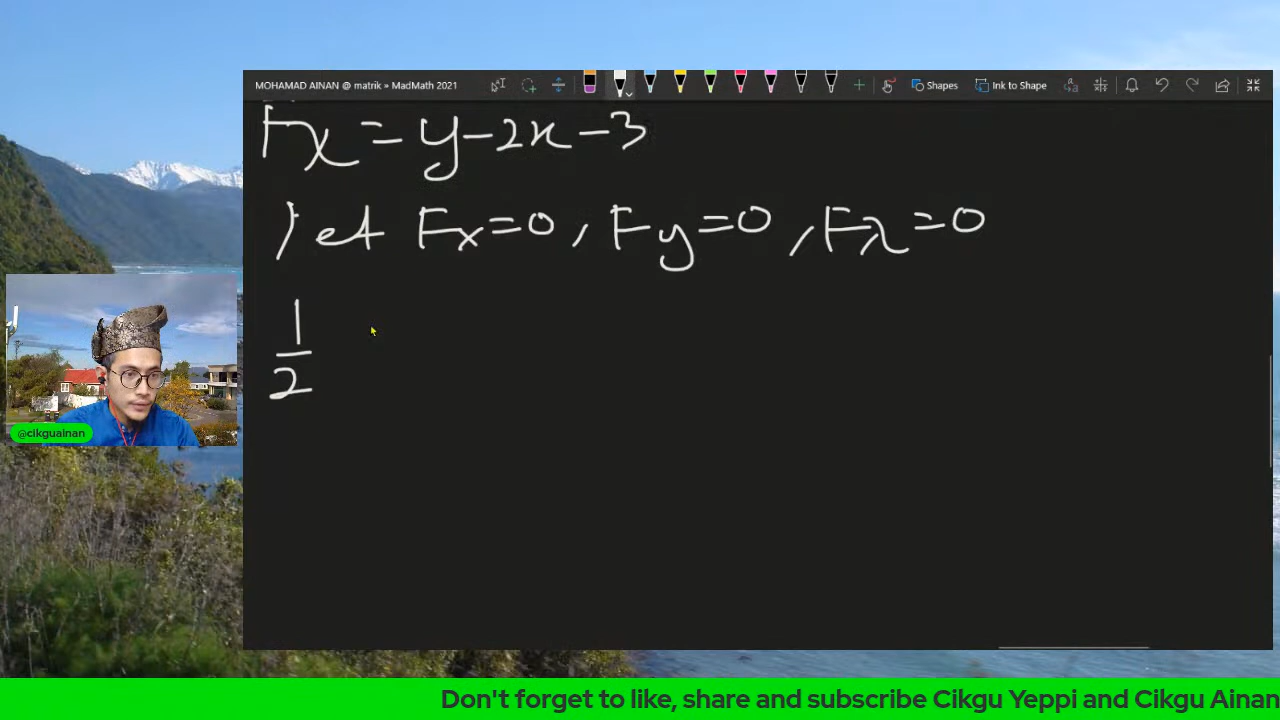 MOHAMAD AINAN @ matrik » MadMath 2021
Shapes
Ink to Shape
Fλ = y-2x-3
let Fx=0, Fy=0, Fλ=0
1
2
@cikguainan
Don't forget to like, share and subscribe Cikgu Yeppi and Cikgu Ainan